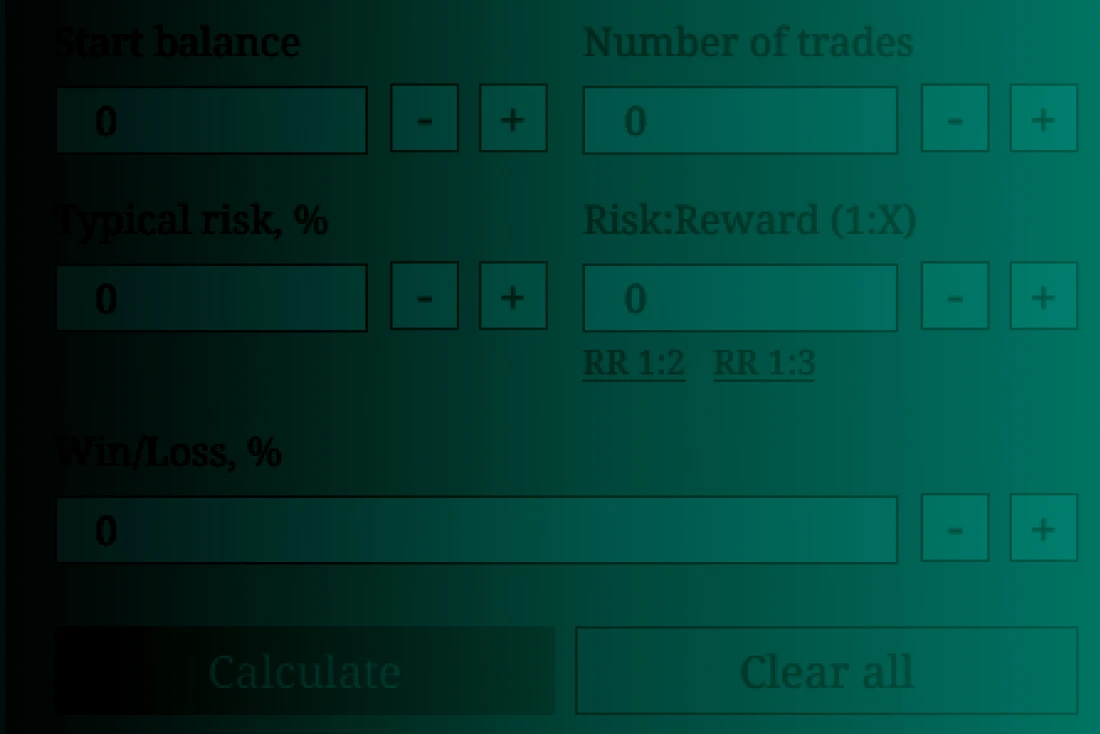 Start balance
Number of trades
0 - +
0 - +
Typical risk, %
Risk:Reward (1:X)
0 - +
0 - +
RR 1:2 RR 1:3
Win/Loss, %
0 - +
Calculate
Clear all